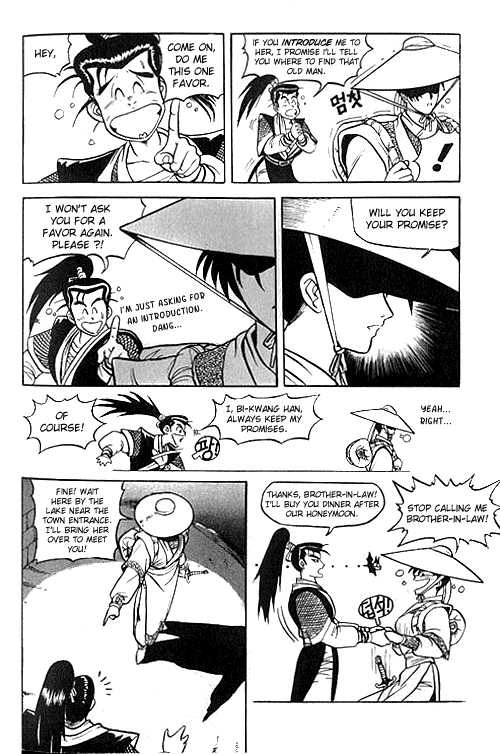 HEY,
COME ON,
DO ME
THIS ONE
FAVOR.
IF YOU INTRODUCE ME TO
HER, I PROMISE I'LL TELL
YOU WHERE TO FIND THAT
OLD MAN.
멈칫
!
I WON'T ASK
YOU FOR A
FAVOR AGAIN.
PLEASE ?!
I'M JUST ASKING FOR
AN INTRODUCTION.
DANG...
WILL YOU KEEP
YOUR PROMISE?
OF
COURSE!
I, BI-KWANG HAN,
ALWAYS KEEP MY
PROMISES.
쾅!
YEAH...
RIGHT...
FINE! WAIT
HERE BY THE
LAKE NEAR THE
TOWN ENTRANCE.
I'LL BRING HER
OVER TO MEET
YOU!
THANKS, BROTHER-IN-LAW!
I'LL BUY YOU DINNER AFTER
OUR HONEYMOON.
STOP CALLING ME
BROTHER-IN-LAW!
덥석!